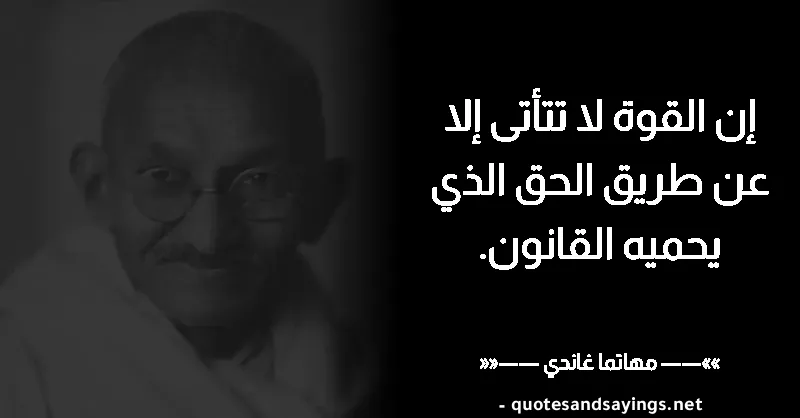 إن القوة لا تتأتى إلا
عن طريق الحق الذي
يحميه القانون.
»»—— مهاتما غاندي ——««
- quotesandsayings.net